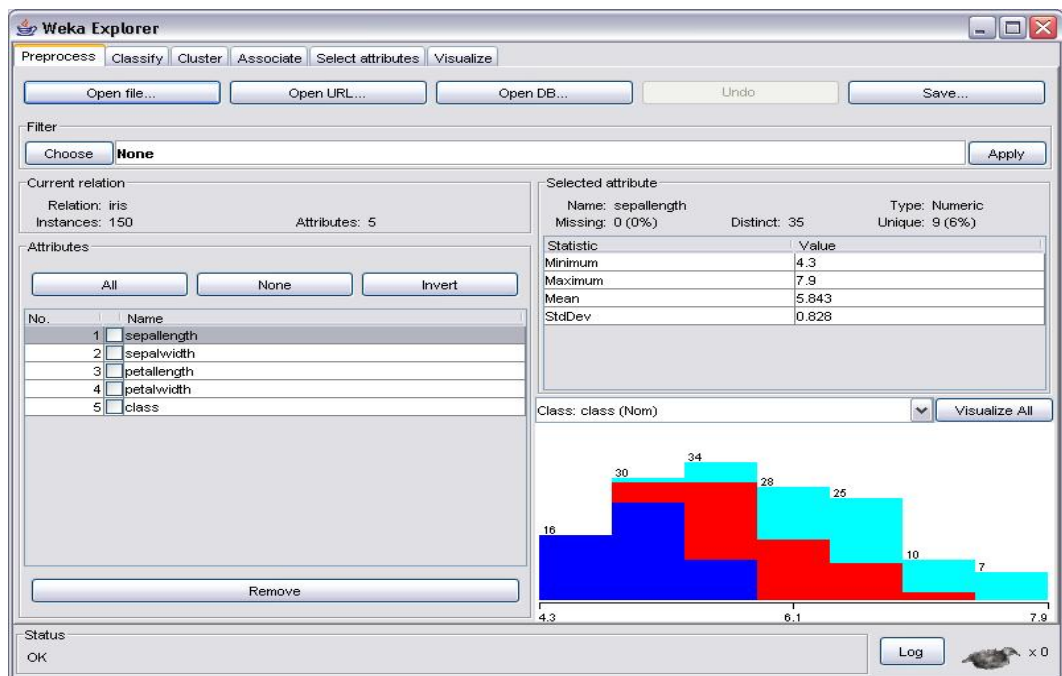 Weka Explorer
Preprocess Classify Cluster Associate Select attributes Visualize
Open file... Open URL... Open DB... Undo Save...
Filter
Choose None Apply
Current relation
Relation: iris
Instances: 150 Attributes: 5
Attributes
All None Invert
No. Name
1 sepallength
2 sepalwidth
3 petallength
4 petalwidth
5 class
Remove
Selected attribute
Name: sepallength Type: Numeric
Missing: 0 (0%) Distinct: 35 Unique: 9 (6%)
Statistic Value
Minimum 4.3
Maximum 7.9
Mean 5.843
StdDev 0.828
Class: class (Nom) Visualize All
16 30 34 28 25 10 7
4.3 6.1 7.9
Status
OK
Log x 0